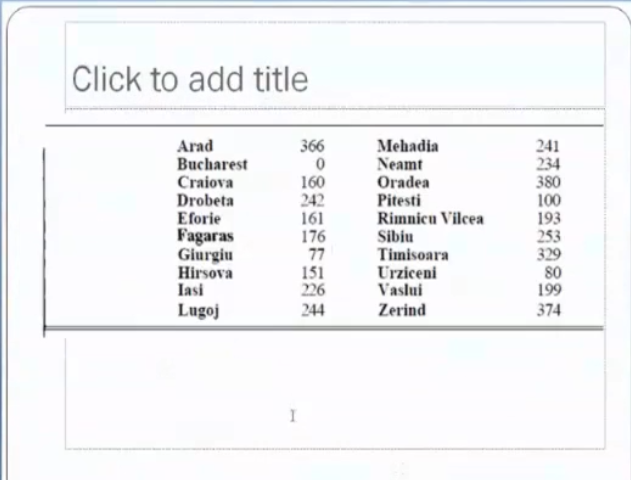 Click to add title
Arad 366 Mehadia 241
Bucharest 0 Neamt 234
Craiova 160 Oradea 380
Drobeta 242 Pitesti 100
Eforie 161 Rimnicu Vilcea 193
Fagaras 176 Sibiu 253
Giurgiu 77 Timisoara 329
Hirsova 151 Urziceni 80
Iasi 226 Vaslui 199
Lugoj 244 Zerind 374